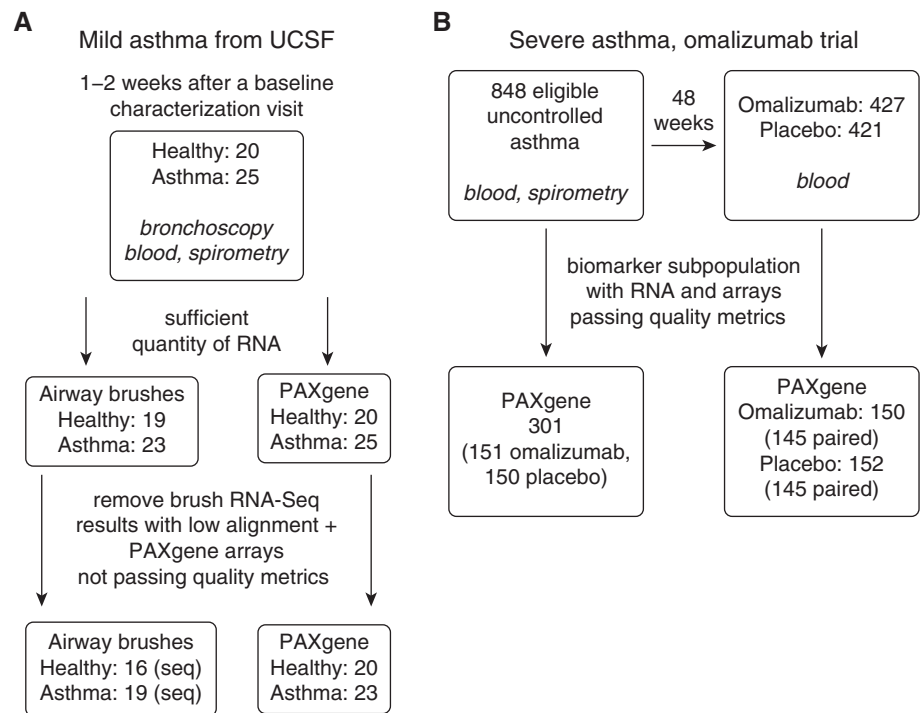 A
Mild asthma from UCSF
1–2 weeks after a baseline
characterization visit
Healthy: 20
Asthma: 25
bronchoscopy
blood, spirometry
sufficient
quantity of RNA
Airway brushes
Healthy: 19
Asthma: 23
PAXgene
Healthy: 20
Asthma: 25
remove brush RNA-Seq
results with low alignment +
PAXgene arrays
not passing quality metrics
Airway brushes
Healthy: 16 (seq)
Asthma: 19 (seq)
PAXgene
Healthy: 20
Asthma: 23
B
Severe asthma, omalizumab trial
848 eligible
uncontrolled
asthma
blood, spirometry
48
weeks
Omalizumab: 427
Placebo: 421
blood
biomarker subpopulation
with RNA and arrays
passing quality metrics
PAXgene
301
(151 omalizumab,
150 placebo)
PAXgene
Omalizumab: 150
(145 paired)
Placebo: 152
(145 paired)